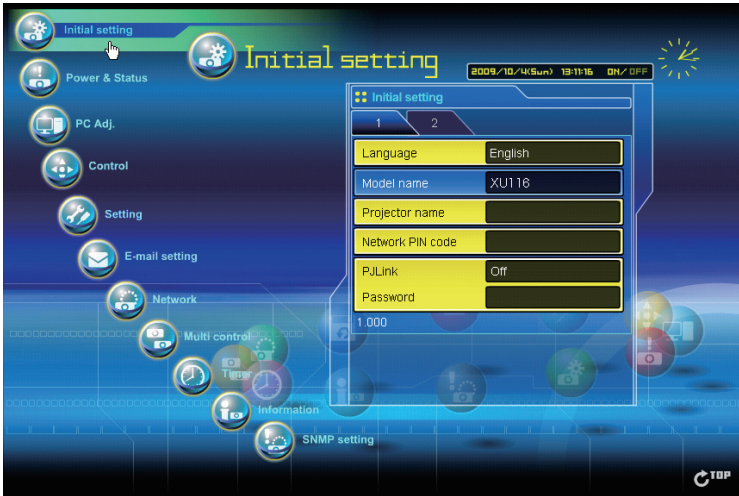 Initial setting
Initial setting
2009/10/4(Sun) 13:11:16 ON/OFF
Power & Status
PC Adj.
Control
Setting
E-mail setting
Network
Multi control
Timer
Information
SNMP setting
Initial setting
1 2
Language English
Model name XU116
Projector name
Network PIN code
PJLink Off
Password
1.000
TOP